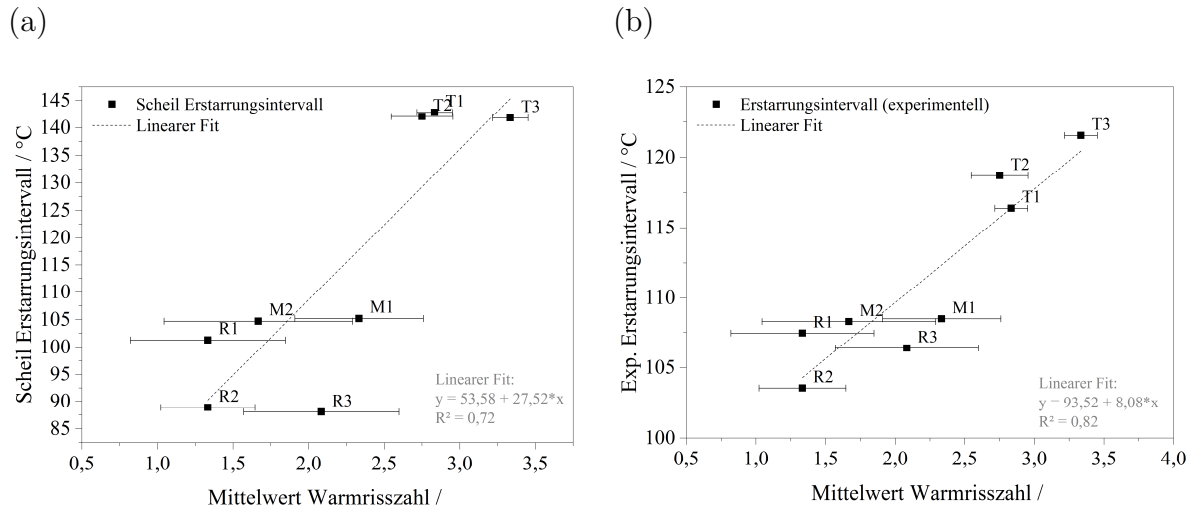 (a)
(b)
Scheil Erstarrungsintervall
Linearer Fit
145
140
135
130
125
120
115
110
105
100
95
90
85
Scheil Erstarrungsintervall / °C
T1
T2
T3
M2
M1
R1
R2
R3
Linearer Fit:
y = 53,58 + 27,52*x
R² = 0,72
0,5
1,0
1,5
2,0
2,5
3,0
3,5
Mittelwert Warmrisszahl /
Erstarrungsintervall (experimentell)
Linearer Fit
125
120
115
110
105
100
Exp. Erstarrungsintervall / °C
T3
T2
T1
M2
M1
R1
R3
R2
Linearer Fit:
y = 93,52 + 8,08*x
R² = 0,82
0,5
1,0
1,5
2,0
2,5
3,0
3,5
4,0
Mittelwert Warmrisszahl /